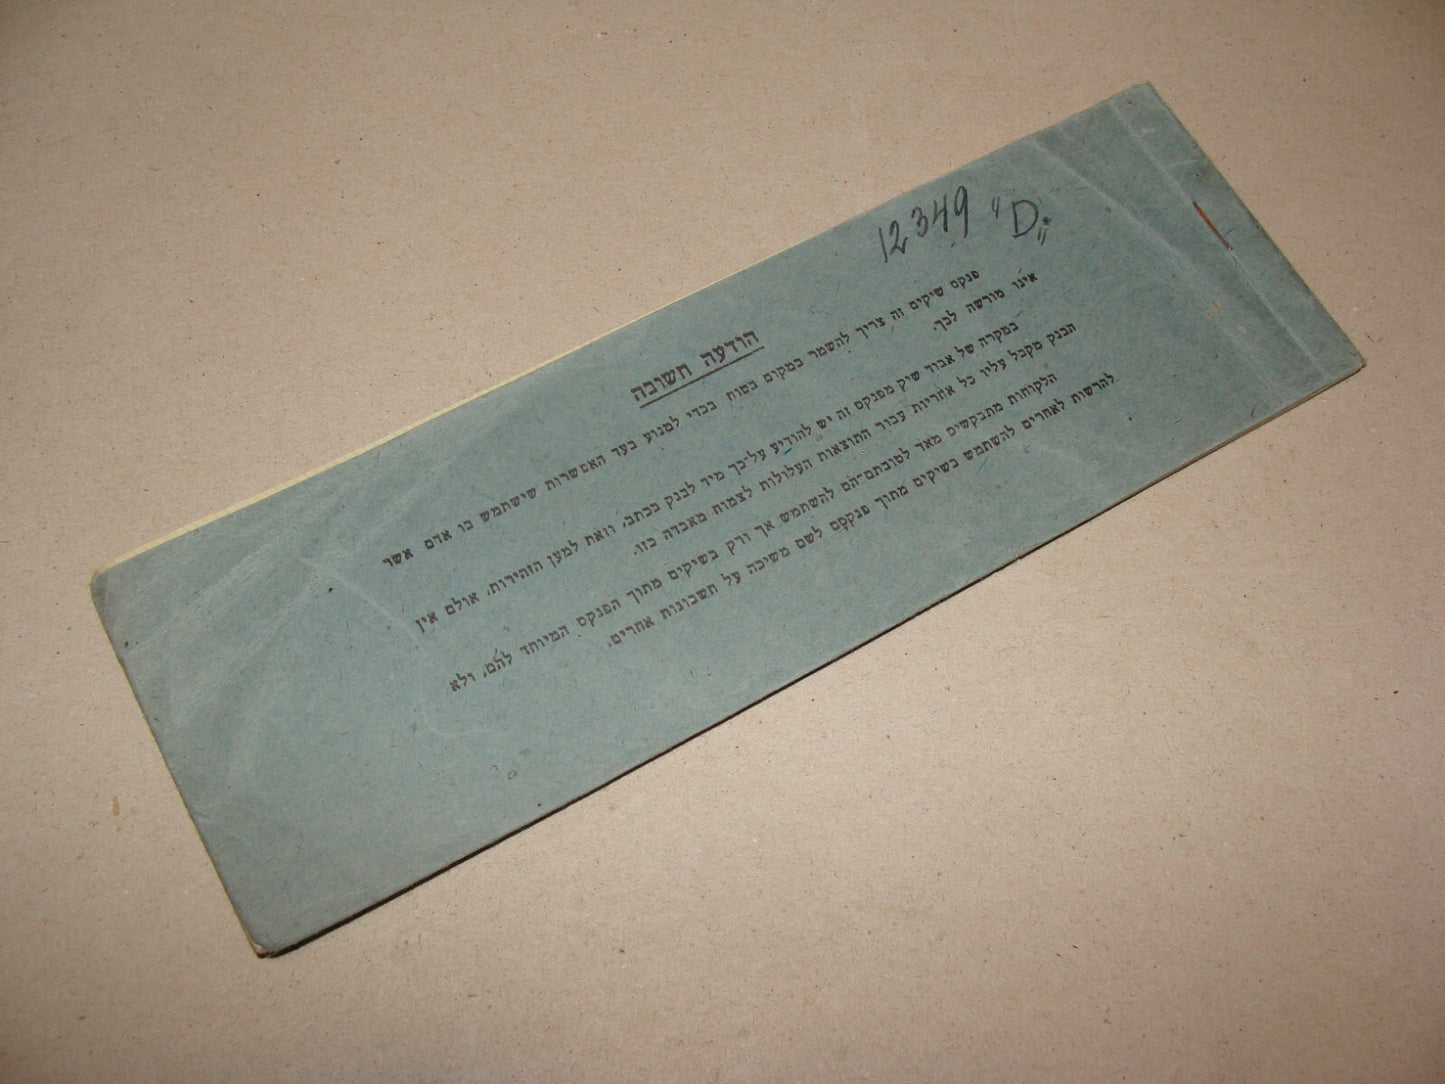 12349 "D"
הודעה חשובה
פנקס שיקים זה צריך להשמר במקום בטוח בכדי למנוע בעד האפשרות שישתמש בו אדם אשר
אינו מורשה לכך.
במקרה של אבוד שיק מפנקס זה יש להודיע על־כך מיד לבנק בכתב, וזאת למען הזהירות, אולם אין
הבנק מקבל עליו כל אחריות עבור התוצאות העלולות לצמוח מאבדה כזו.
הלקוחות מתבקשים מאד לטובתם־הם להשתמש אך ורק בשיקים מתוך הפנקס המיוחד להם, ולא
להרשות לאחרים להשתמש בשיקים מתוך פנקסם לשם משיכה על חשבונות אחרים.